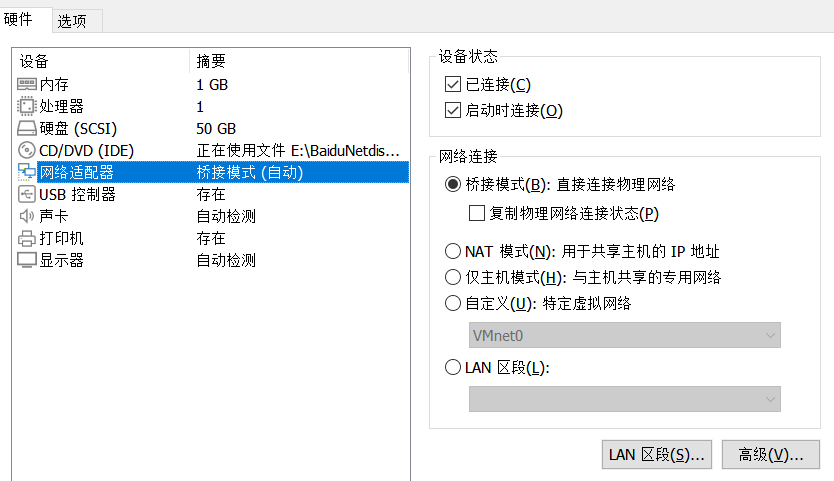 硬件 选项
设备 摘要
内存 1 GB
处理器 1
硬盘 (SCSI) 50 GB
CD/DVD (IDE) 正在使用文件 E:\BaiduNetdis...
网络适配器 桥接模式 (自动)
USB 控制器 存在
声卡 自动检测
打印机 存在
显示器 自动检测
设备状态
已连接(C)
启动时连接(O)
网络连接
桥接模式(B): 直接连接物理网络
复制物理网络连接状态(P)
NAT 模式(N): 用于共享主机的 IP 地址
仅主机模式(H): 与主机共享的专用网络
自定义(U): 特定虚拟网络
VMnet0
LAN 区段(L):
LAN 区段(S)... 高级(V)...